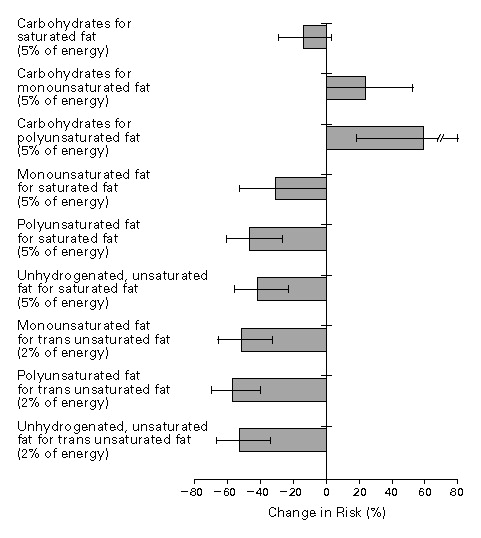 Carbohydrates for
saturated fat
(5% of energy)
Carbohydrates for
monounsaturated fat
(5% of energy)
Carbohydrates for
polyunsaturated fat
(5% of energy)
Monounsaturated fat
for saturated fat
(5% of energy)
Polyunsaturated fat
for saturated fat
(5% of energy)
Unhydrogenated, unsaturated
fat for saturated fat
(5% of energy)
Monounsaturated fat
for trans unsaturated fat
(2% of energy)
Polyunsaturated fat
for trans unsaturated fat
(2% of energy)
Unhydrogenated, unsaturated
fat for trans unsaturated fat
(2% of energy)
−80 −60 −40 −20 0 20 40 60 80
Change in Risk (%)